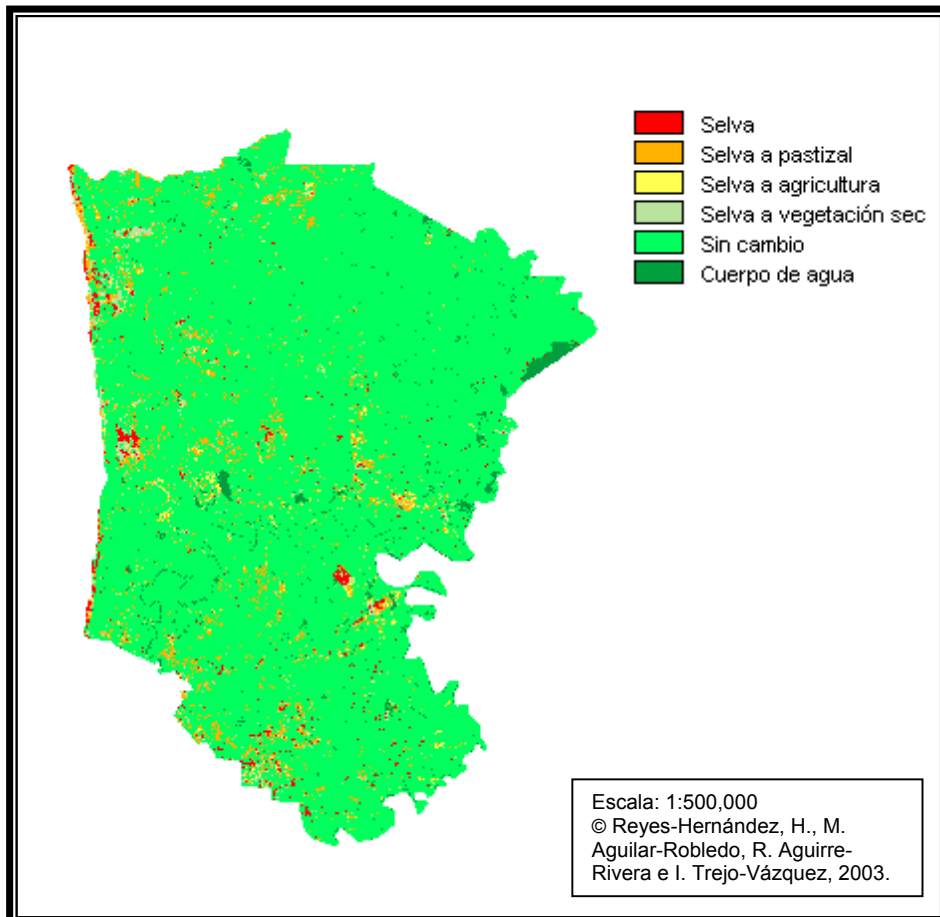 Selva
Selva a pastizal
Selva a agricultura
Selva a vegetación sec
Sin cambio
Cuerpo de agua
Escala: 1:500,000
© Reyes-Hernández, H., M.
Aguilar-Robledo, R. Aguirre-
Rivera e I. Trejo-Vázquez, 2003.